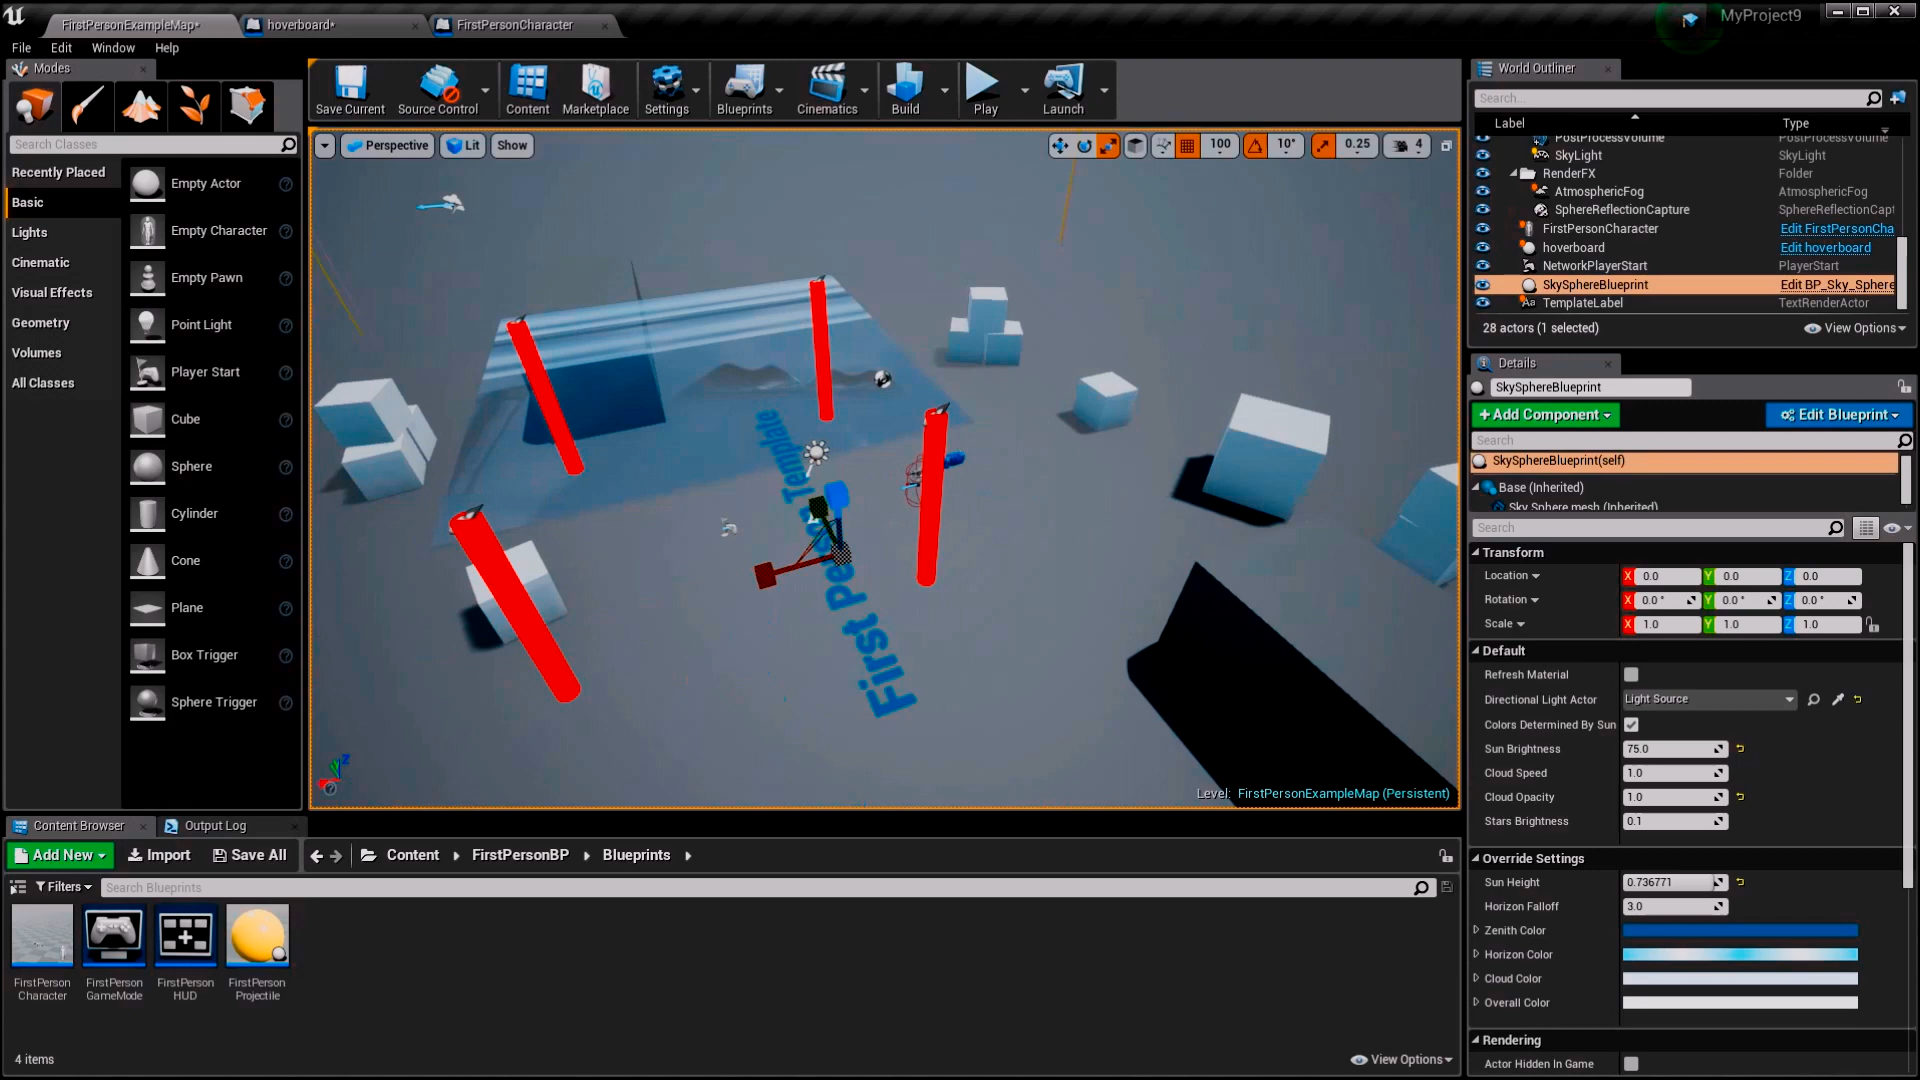 FirstPersonExampleMap*
hoverboard*
FirstPersonCharacter
MyProject9
File
Edit
Window
Help
Modes
Search Classes
Recently Placed
Basic
Lights
Cinematic
Visual Effects
Geometry
Volumes
All Classes
Empty Actor
Empty Character
Empty Pawn
Point Light
Player Start
Cube
Sphere
Cylinder
Cone
Plane
Box Trigger
Sphere Trigger
Save Current
Source Control
Content
Marketplace
Settings
Blueprints
Cinematics
Build
Play
Launch
Perspective
Lit
Show
100
10°
0.25
4
First Person Template
Z
Level: FirstPersonExampleMap (Persistent)
World Outliner
Search...
Label
Type
PostProcessVolume
PostProcessVolume
SkyLight
SkyLight
RenderFX
Folder
AtmosphericFog
AtmosphericFog
SphereReflectionCapture
SphereReflectionCapt
FirstPersonCharacter
Edit FirstPersonCha
hoverboard
Edit hoverboard
NetworkPlayerStart
PlayerStart
SkySphereBlueprint
Edit BP_Sky_Sphere
TemplateLabel
TextRenderActor
28 actors (1 selected)
View Options
Details
SkySphereBlueprint
+Add Component
Edit Blueprint
Search
SkySphereBlueprint(self)
Base (Inherited)
Sky Sphere mesh (Inherited)
Search
Transform
Location
X 0.0 Y 0.0 Z 0.0
Rotation
X 0.0 ° Y 0.0 ° Z 0.0 °
Scale
X 1.0 Y 1.0 Z 1.0
Default
Refresh Material
Directional Light Actor
Light Source
Colors Determined By Sun
Sun Brightness
75.0
Cloud Speed
1.0
Cloud Opacity
1.0
Stars Brightness
0.1
Override Settings
Sun Height
0.736771
Horizon Falloff
3.0
Zenith Color
Horizon Color
Cloud Color
Overall Color
Rendering
Actor Hidden In Game
Content Browser
Output Log
Add New
Import
Save All
Content
FirstPersonBP
Blueprints
Filters
Search Blueprints
FirstPerson
Character
FirstPerson
GameMode
FirstPerson
HUD
FirstPerson
Projectile
4 items
View Options